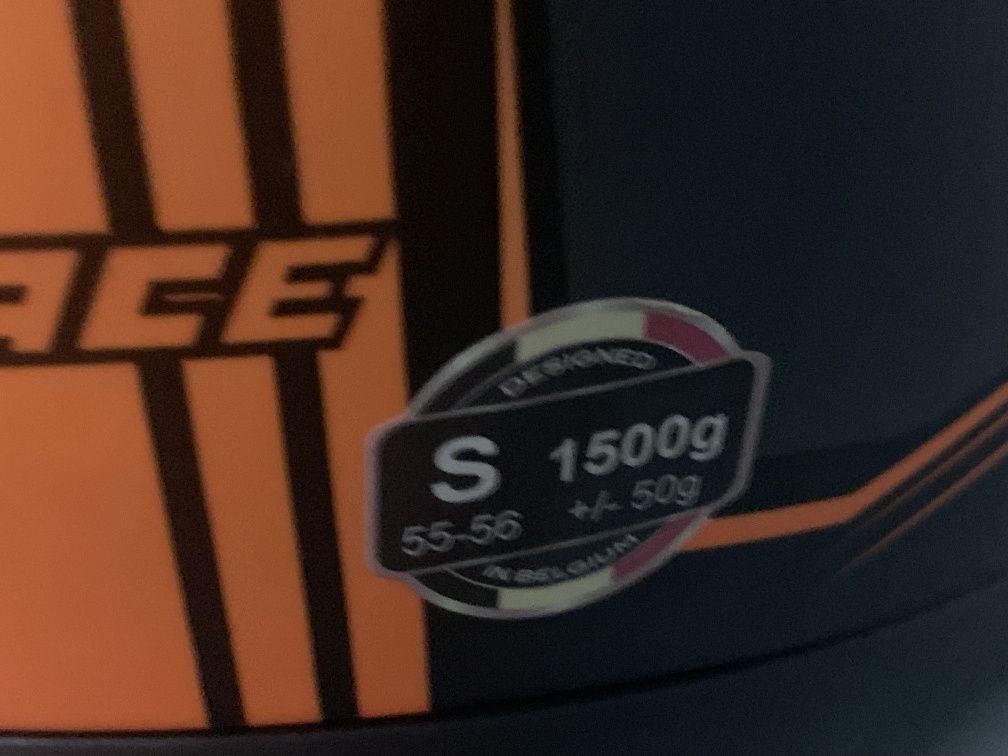 ACE
DESIGNED
S 1500g
55-56 +/- 50g
IN BELGIUM